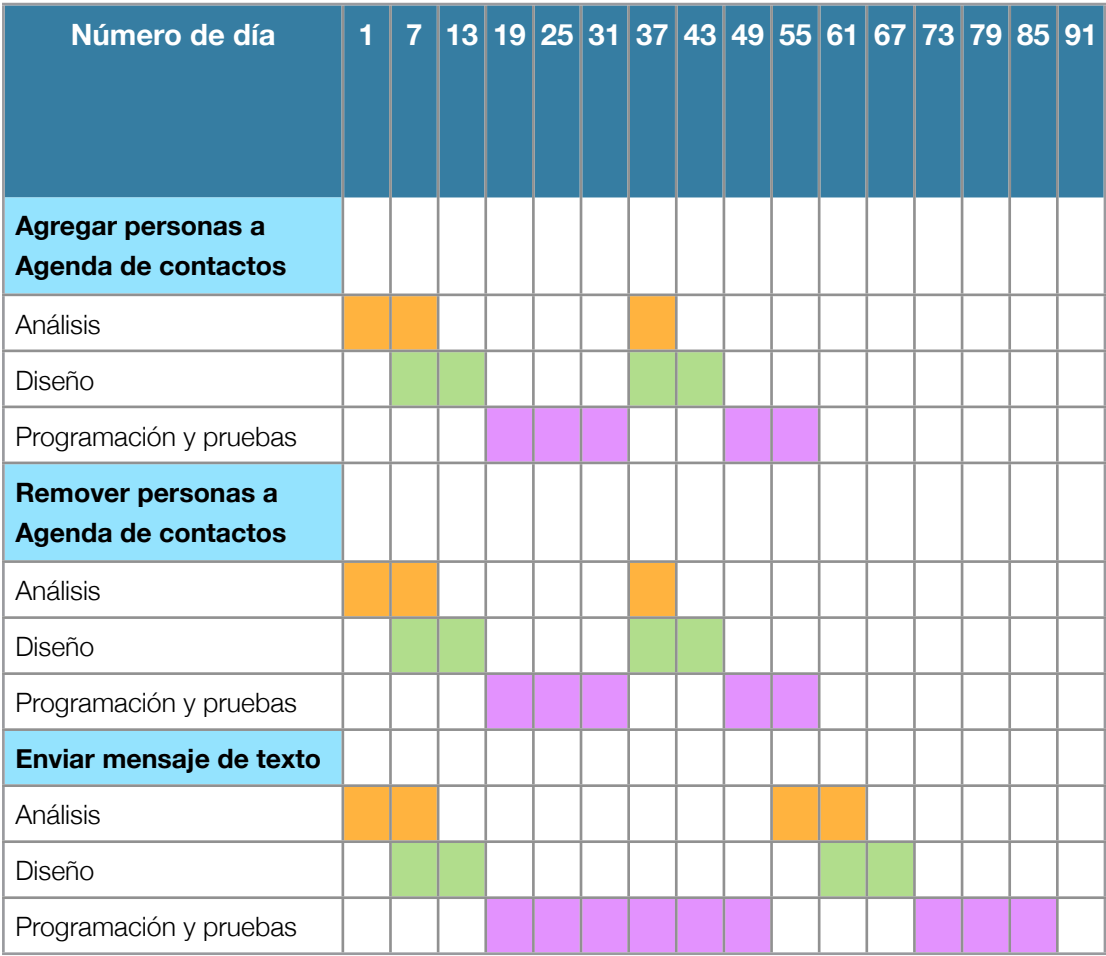 Número de día 1 7 13 19 25 31 37 43 49 55 61 67 73 79 85 91
Agregar personas a
Agenda de contactos
Análisis
Diseño
Programación y pruebas
Remover personas a
Agenda de contactos
Análisis
Diseño
Programación y pruebas
Enviar mensaje de texto
Análisis
Diseño
Programación y pruebas